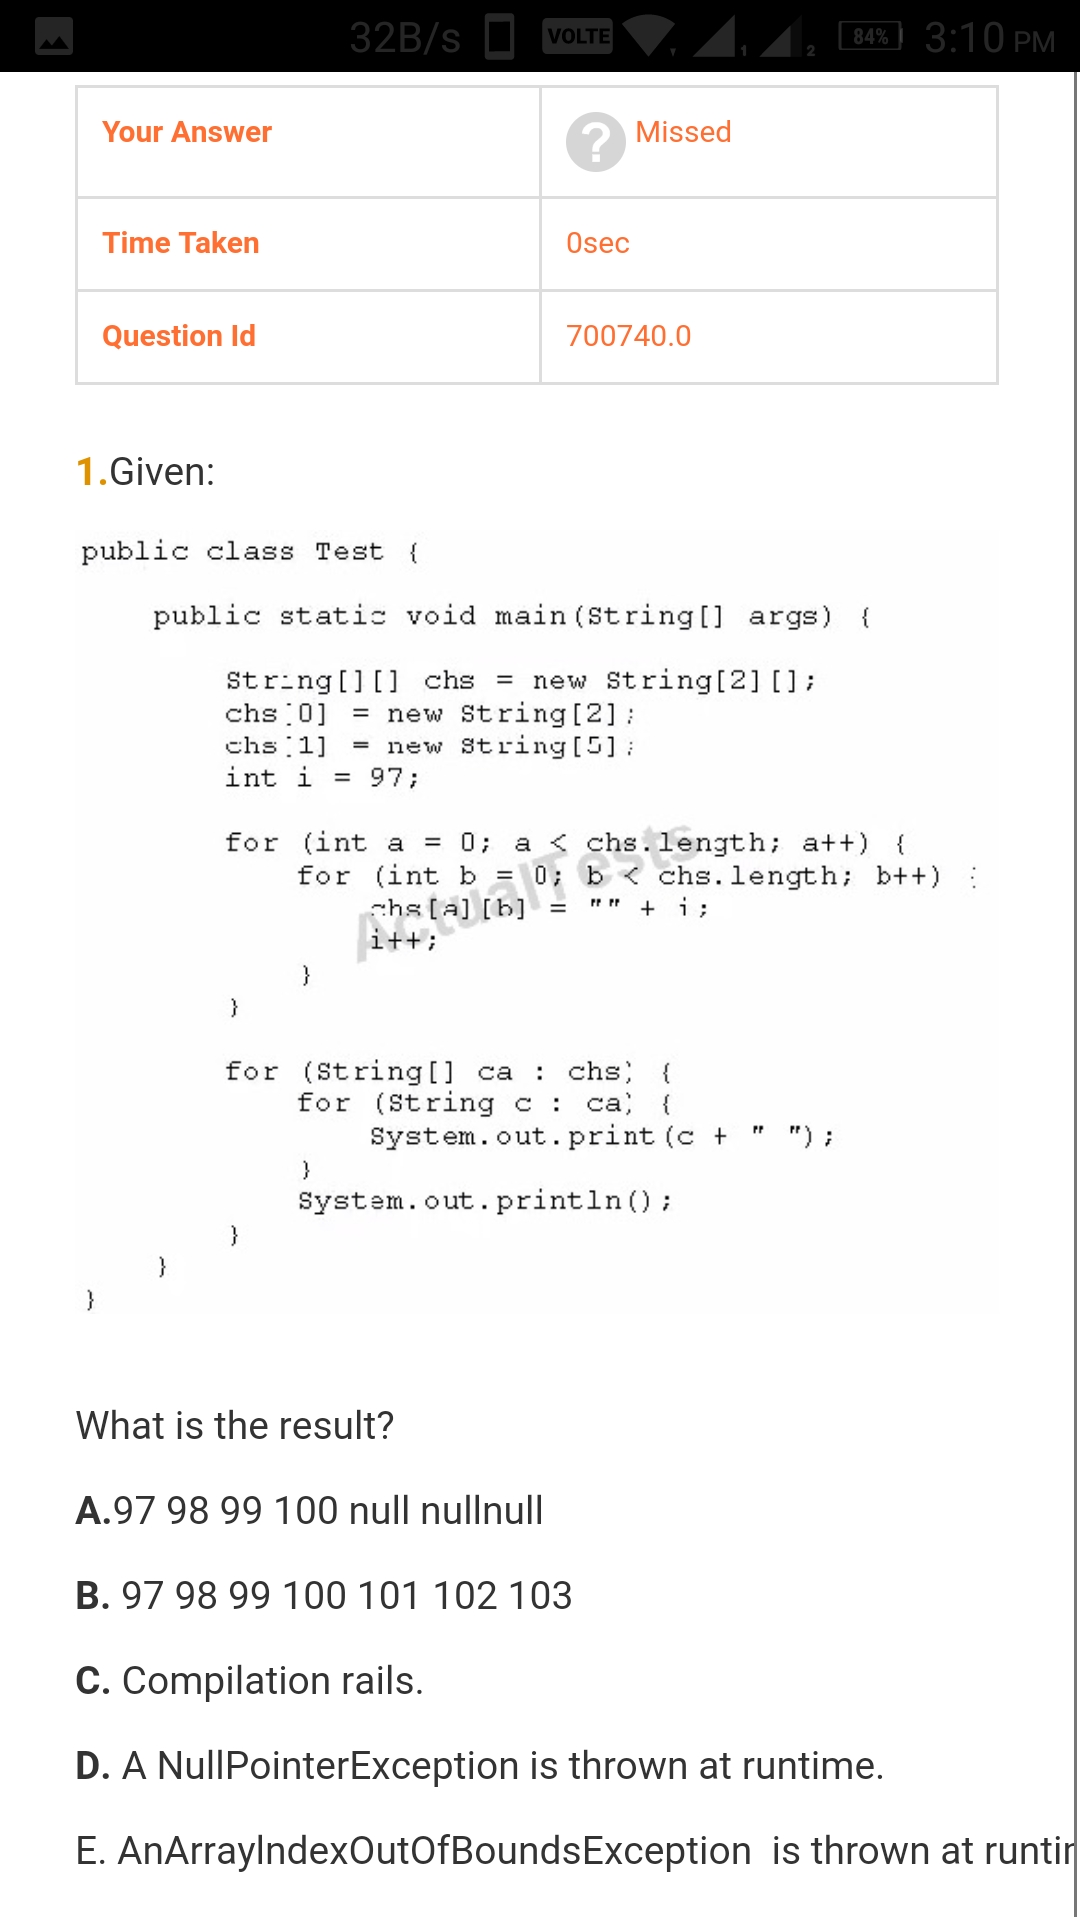 32B/s VOLTE 1 2 84% 3:10 PM
Your Answer ? Missed
Time Taken 0sec
Question Id 700740.0
1.Given:
public class Test {
public static void main(String[] args) {
String[][] chs = new String[2][];
chs[0] = new String[2];
chs[1] = new String[5];
int i = 97;
for (int a = 0; a < chs.length; a++) {
for (int b = 0; b < chs.length; b++) {
chs[a][b] = "" + i;
i++;
}
}
ActualTests
for (String[] ca : chs) {
for (String c : ca) {
System.out.print(c + " ");
}
System.out.println();
}
}
}
What is the result?
A.97 98 99 100 null nullnull
B. 97 98 99 100 101 102 103
C. Compilation rails.
D. A NullPointerException is thrown at runtime.
E. AnArraylndexOutOfBoundsException is thrown at